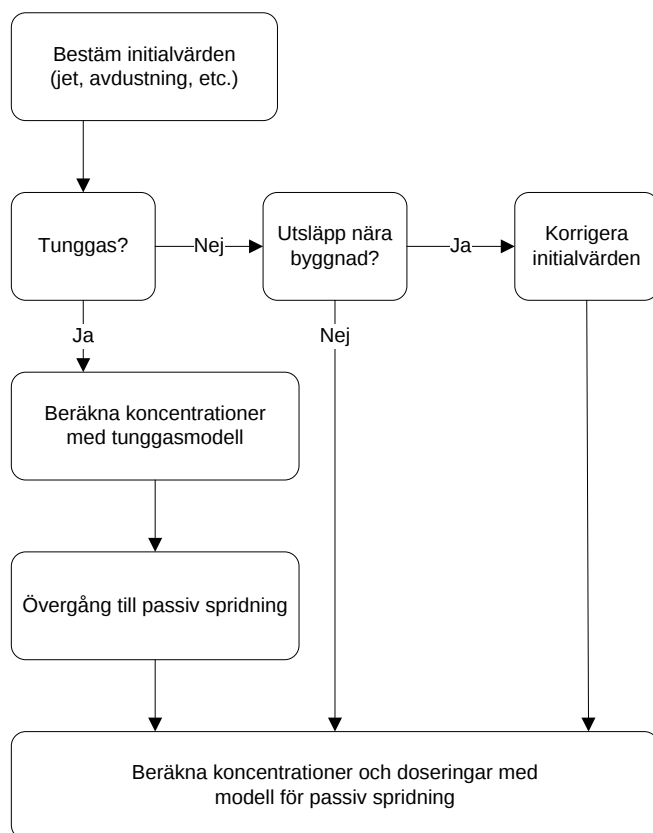 Bestäm initialvärden
(jet, avdustning, etc.)
Tunggas?
Nej
Utsläpp nära
byggnad?
Ja
Korrigera
initialvärden
Ja
Nej
Beräkna koncentrationer
med tunggasmodell
Övergång till passiv spridning
Beräkna koncentrationer och doseringar med
modell för passiv spridning